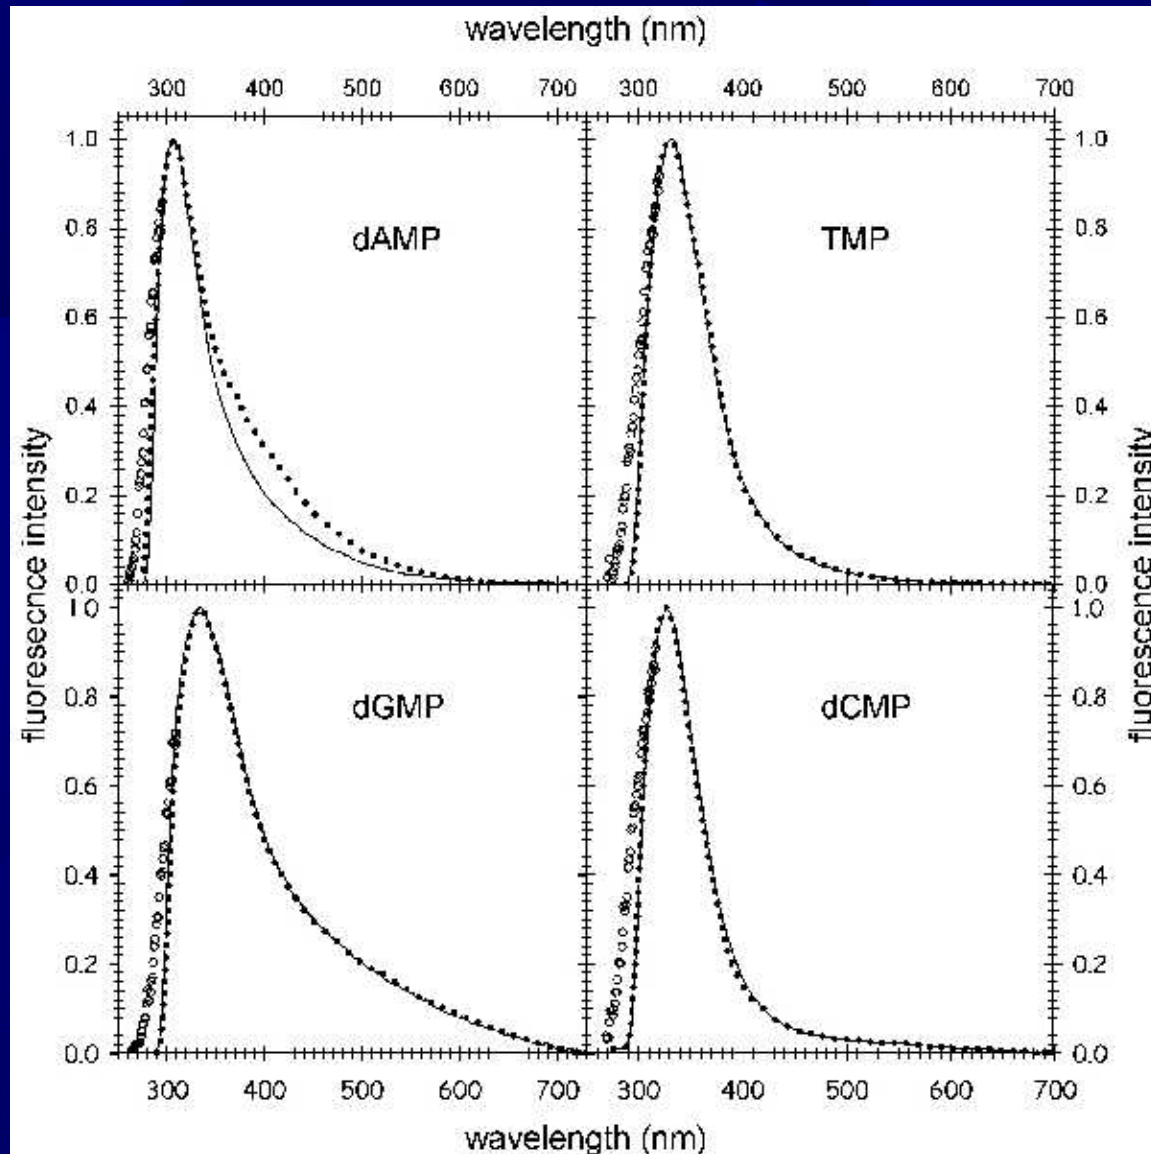 wavelength (nm)
300 400 500 600 700 300 400 500 600 700
1.0 1.0
0.8 dAMP TMP 0.8
0.6 0.6
0.4 0.4
0.2 0.2
0.0 0.0
fluoresecnce intensity
fluorescence intensity
1.0 1.0
0.8 dGMP dCMP 0.8
0.6 0.6
0.4 0.4
0.2 0.2
0.0 0.0
300 400 500 600 700 300 400 500 600 700
wavelength (nm)